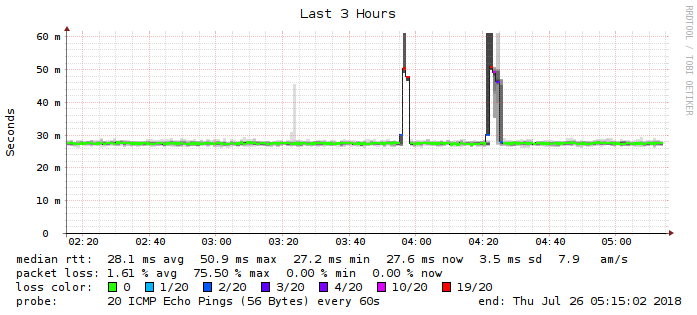 Last 3 Hours
RRDTOOL / TOBI OETIKER
Seconds
60 m
50 m
40 m
30 m
20 m
10 m
0
02:20 02:40 03:00 03:20 03:40 04:00 04:20 04:40 05:00
median rtt: 28.1 ms avg 50.9 ms max 27.2 ms min 27.6 ms now 3.5 ms sd 7.9 am/s
packet loss: 1.61 % avg 75.50 % max 0.00 % min 0.00 % now
loss color: 0 1/20 2/20 3/20 4/20 10/20 19/20
probe: 20 ICMP Echo Pings (56 Bytes) every 60s end: Thu Jul 26 05:15:02 2018